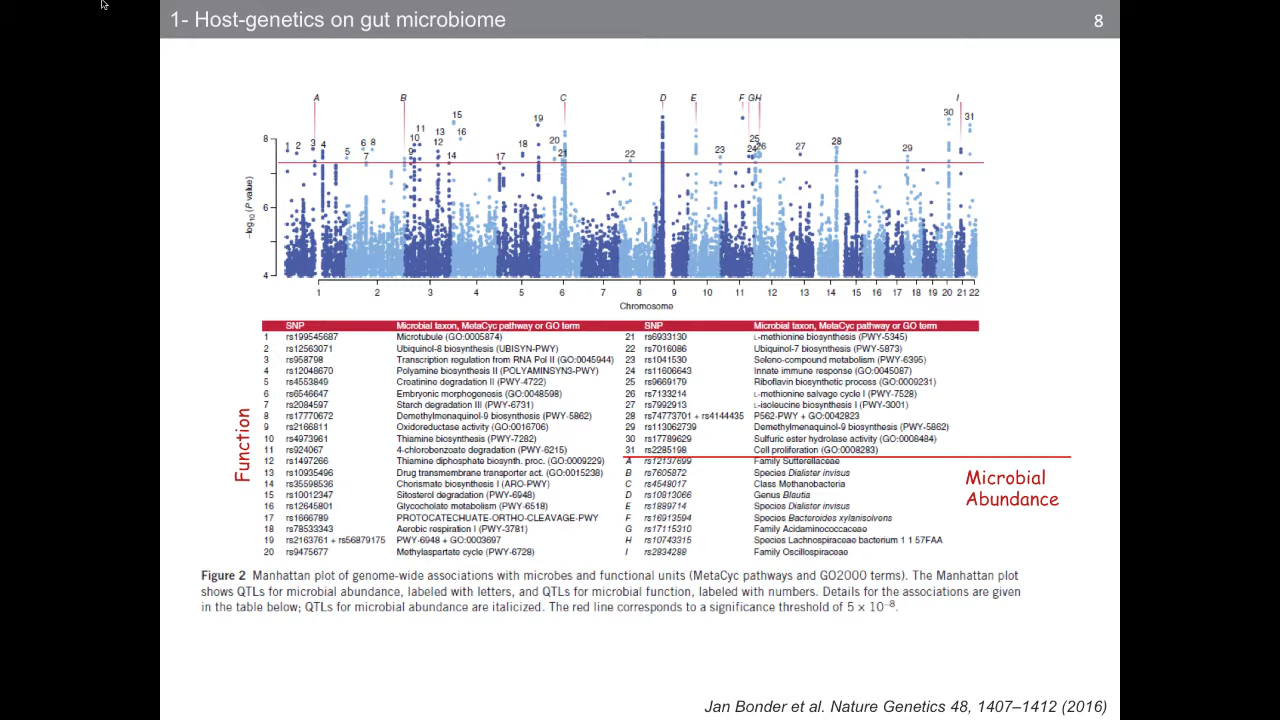 1- Host-genetics on gut microbiome
8
A B C D E F G H I
1 2 3 4 5 6 7 8 9 10 11 12 13 14 15 16 17 18 19 20 21 22 23 24 25 26 27 28 29 30 31
8
6
4
−log10 (P value)
1 2 3 4 5 6 7 8 9 10 11 12 13 14 15 16 17 18 19 20 21 22
Chromosome
SNP Microbial taxon, MetaCyc pathway or GO term SNP Microbial taxon, MetaCyc pathway or GO term
1 rs199545687 Microtubule (GO:0005874) 21 rs6933130 L-methionine biosynthesis (PWY-5345)
2 rs12563071 Ubiquinol-8 biosynthesis (UBISYN-PWY) 22 rs7016086 Ubiquinol-7 biosynthesis (PWY-5873)
3 rs958798 Transcription regulation from RNA Pol II (GO:0045944) 23 rs1041530 Seleno-compound metabolism (PWY-6395)
4 rs12048670 Polyamine biosynthesis II (POLYAMINSYN3-PWY) 24 rs11606643 Innate immune response (GO:0045087)
5 rs4553849 Creatinine degradation II (PWY-4722) 25 rs9669179 Riboflavin biosynthetic process (GO:0009231)
6 rs6546647 Embryonic morphogenesis (GO:0048598) 26 rs7133214 L-methionine salvage cycle I (PWY-7528)
7 rs2084597 Starch degradation III (PWY-6731) 27 rs7992913 L-isoleucine biosynthesis I (PWY-3001)
8 rs17770672 Demethylmenaquinol-9 biosynthesis (PWY-5862) 28 rs74773701 + rs4144435 P562-PWY + GO:0042823
9 rs2166811 Oxidoreductase activity (GO:0016706) 29 rs113062739 Demethylmenaquinol-9 biosynthesis (PWY-5862)
10 rs4973961 Thiamine biosynthesis (PWY-7282) 30 rs17789629 Sulfuric ester hydrolase activity (GO:0008484)
11 rs924067 4-chlorobenzoate degradation (PWY-6215) 31 rs2285198 Cell proliferation (GO:0008283)
12 rs1497266 Thiamine diphosphate biosynth. proc. (GO:0009229) A rs12137699 Family Sutterellaceae
13 rs10935496 Drug transmembrane transporter act. (GO:0015238) B rs7605872 Species Dialister invisus
14 rs35598536 Chorismate biosynthesis I (ARO-PWY) C rs4548017 Class Methanobacteria
15 rs10012347 Sitosterol degradation (PWY-6948) D rs10813066 Genus Blautia
16 rs12645801 Glycocholate metabolism (PWY-6518) E rs1889714 Species Dialister invisus
17 rs1666789 PROTOCATECHUATE-ORTHO-CLEAVAGE-PWY F rs16913594 Species Bacteroides xylanisolvens
18 rs78533343 Aerobic respiration I (PWY-3781) G rs17115310 Family Acidaminococcaceae
19 rs2163761 + rs56879175 PWY-6948 + GO:0003697 H rs10743315 Species Lachnospiraceae bacterium 1 1 57FAA
20 rs9475677 Methylaspartate cycle (PWY-6728) I rs2834288 Family Oscillospiraceae
Function
Microbial
Abundance
Figure 2 Manhattan plot of genome-wide associations with microbes and functional units (MetaCyc pathways and GO2000 terms). The Manhattan plot
shows QTLs for microbial abundance, labeled with letters, and QTLs for microbial function, labeled with numbers. Details for the associations are given
in the table below; QTLs for microbial abundance are italicized. The red line corresponds to a significance threshold of 5 × 10−8.
Jan Bonder et al. Nature Genetics 48, 1407–1412 (2016)